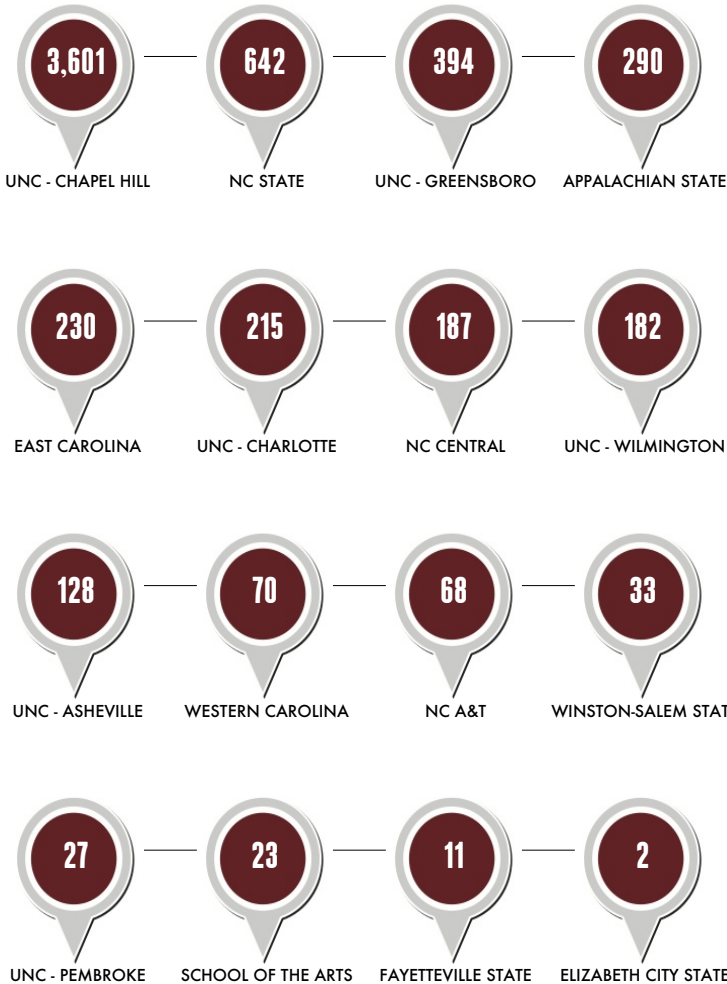 3,601 642 394 290
UNC - CHAPEL HILL NC STATE UNC - GREENSBORO APPALACHIAN STATE
230 215 187 182
EAST CAROLINA UNC - CHARLOTTE NC CENTRAL UNC - WILMINGTON
128 70 68 33
UNC - ASHEVILLE WESTERN CAROLINA NC A&T WINSTON-SALEM STAT
27 23 11 2
UNC - PEMBROKE SCHOOL OF THE ARTS FAYETTEVILLE STATE ELIZABETH CITY STATE